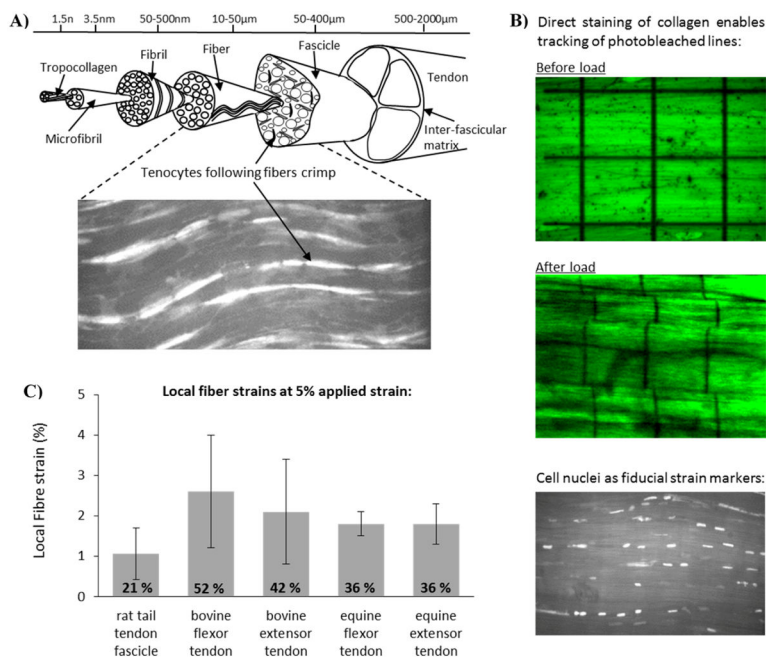 A)
1.5n 3.5nm 50-500nm 10-50µm 50-400µm 500-2000µm
Tropocollagen
Microfibril
Fibril
Fiber
Fascicle
Tendon
Inter-fascicular
matrix
Tenocytes following fibers crimp
B) Direct staining of collagen enables
tracking of photobleached lines:
Before load
After load
Cell nuclei as fiducial strain markers:
C)
Local fiber strains at 5% applied strain:
Local Fibre strain (%)
5
4
3
2
1
0
21 % 52 % 42 % 36 % 36 %
rat tail bovine bovine equine equine
tendon flexor extensor flexor extensor
fascicle tendon tendon tendon tendon